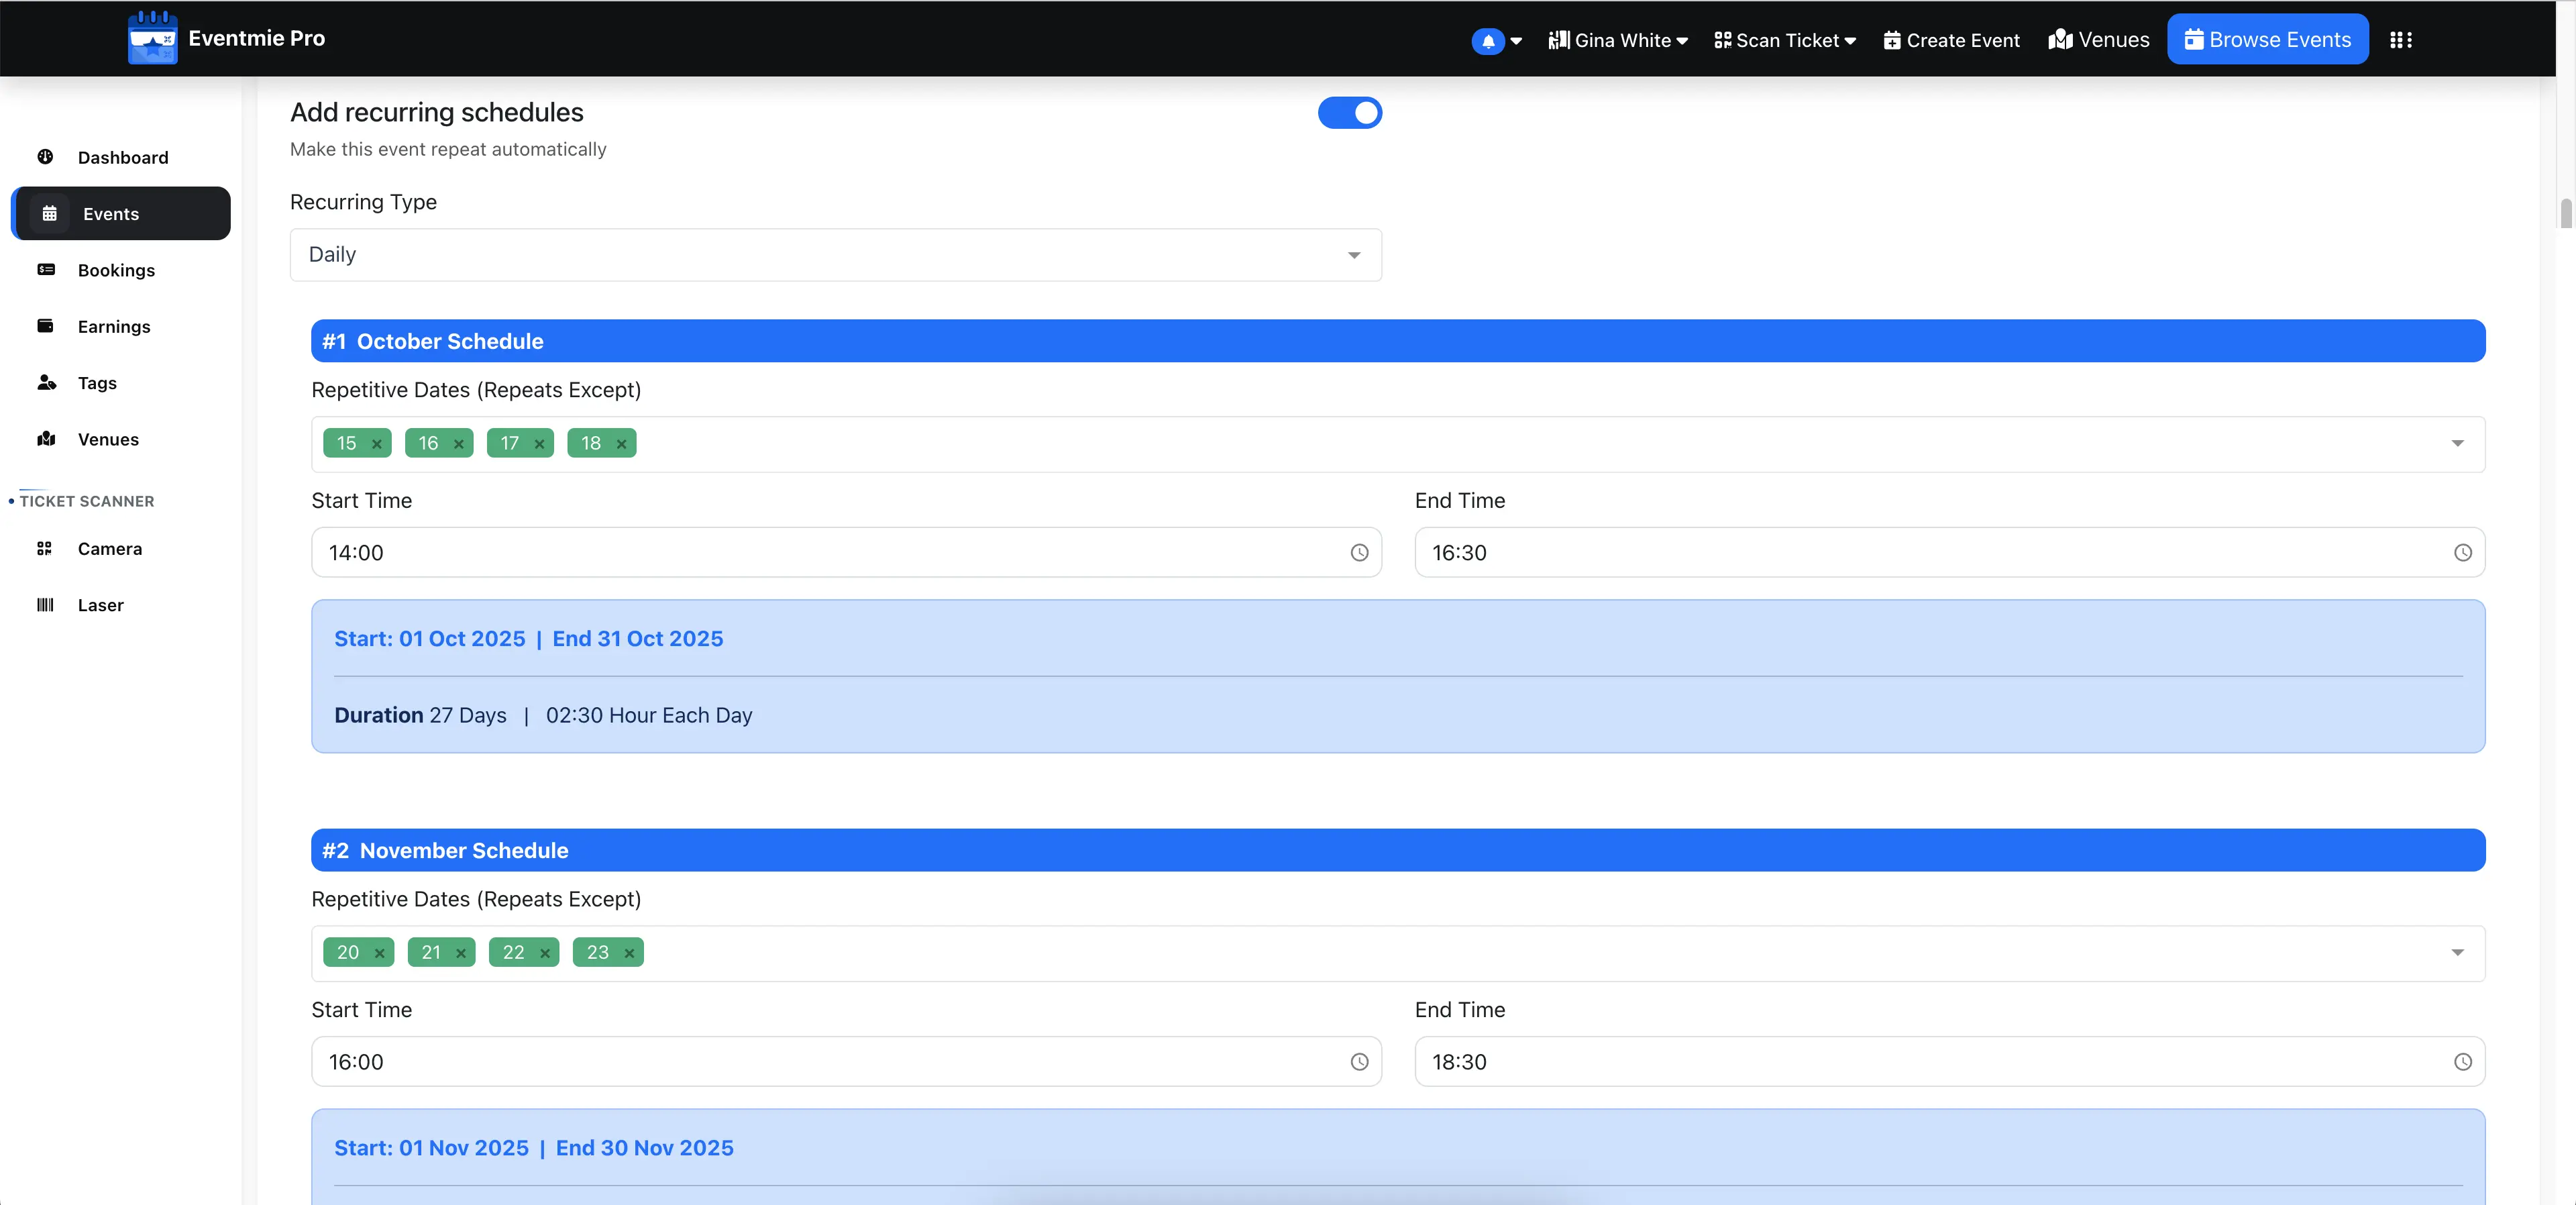 Eventmie Pro
Gina White
Scan Ticket
Create Event
Venues
Browse Events
Dashboard
Events
Bookings
Earnings
Tags
Venues
TICKET SCANNER
Camera
Laser
Add recurring schedules
Make this event repeat automatically
Recurring Type
Daily
#1 October Schedule
Repetitive Dates (Repeats Except)
15 × 16 × 17 × 18 ×
Start Time
End Time
14:00
16:30
Start: 01 Oct 2025 | End 31 Oct 2025
Duration 27 Days | 02:30 Hour Each Day
#2 November Schedule
Repetitive Dates (Repeats Except)
20 × 21 × 22 × 23 ×
Start Time
End Time
16:00
18:30
Start: 01 Nov 2025 | End 30 Nov 2025